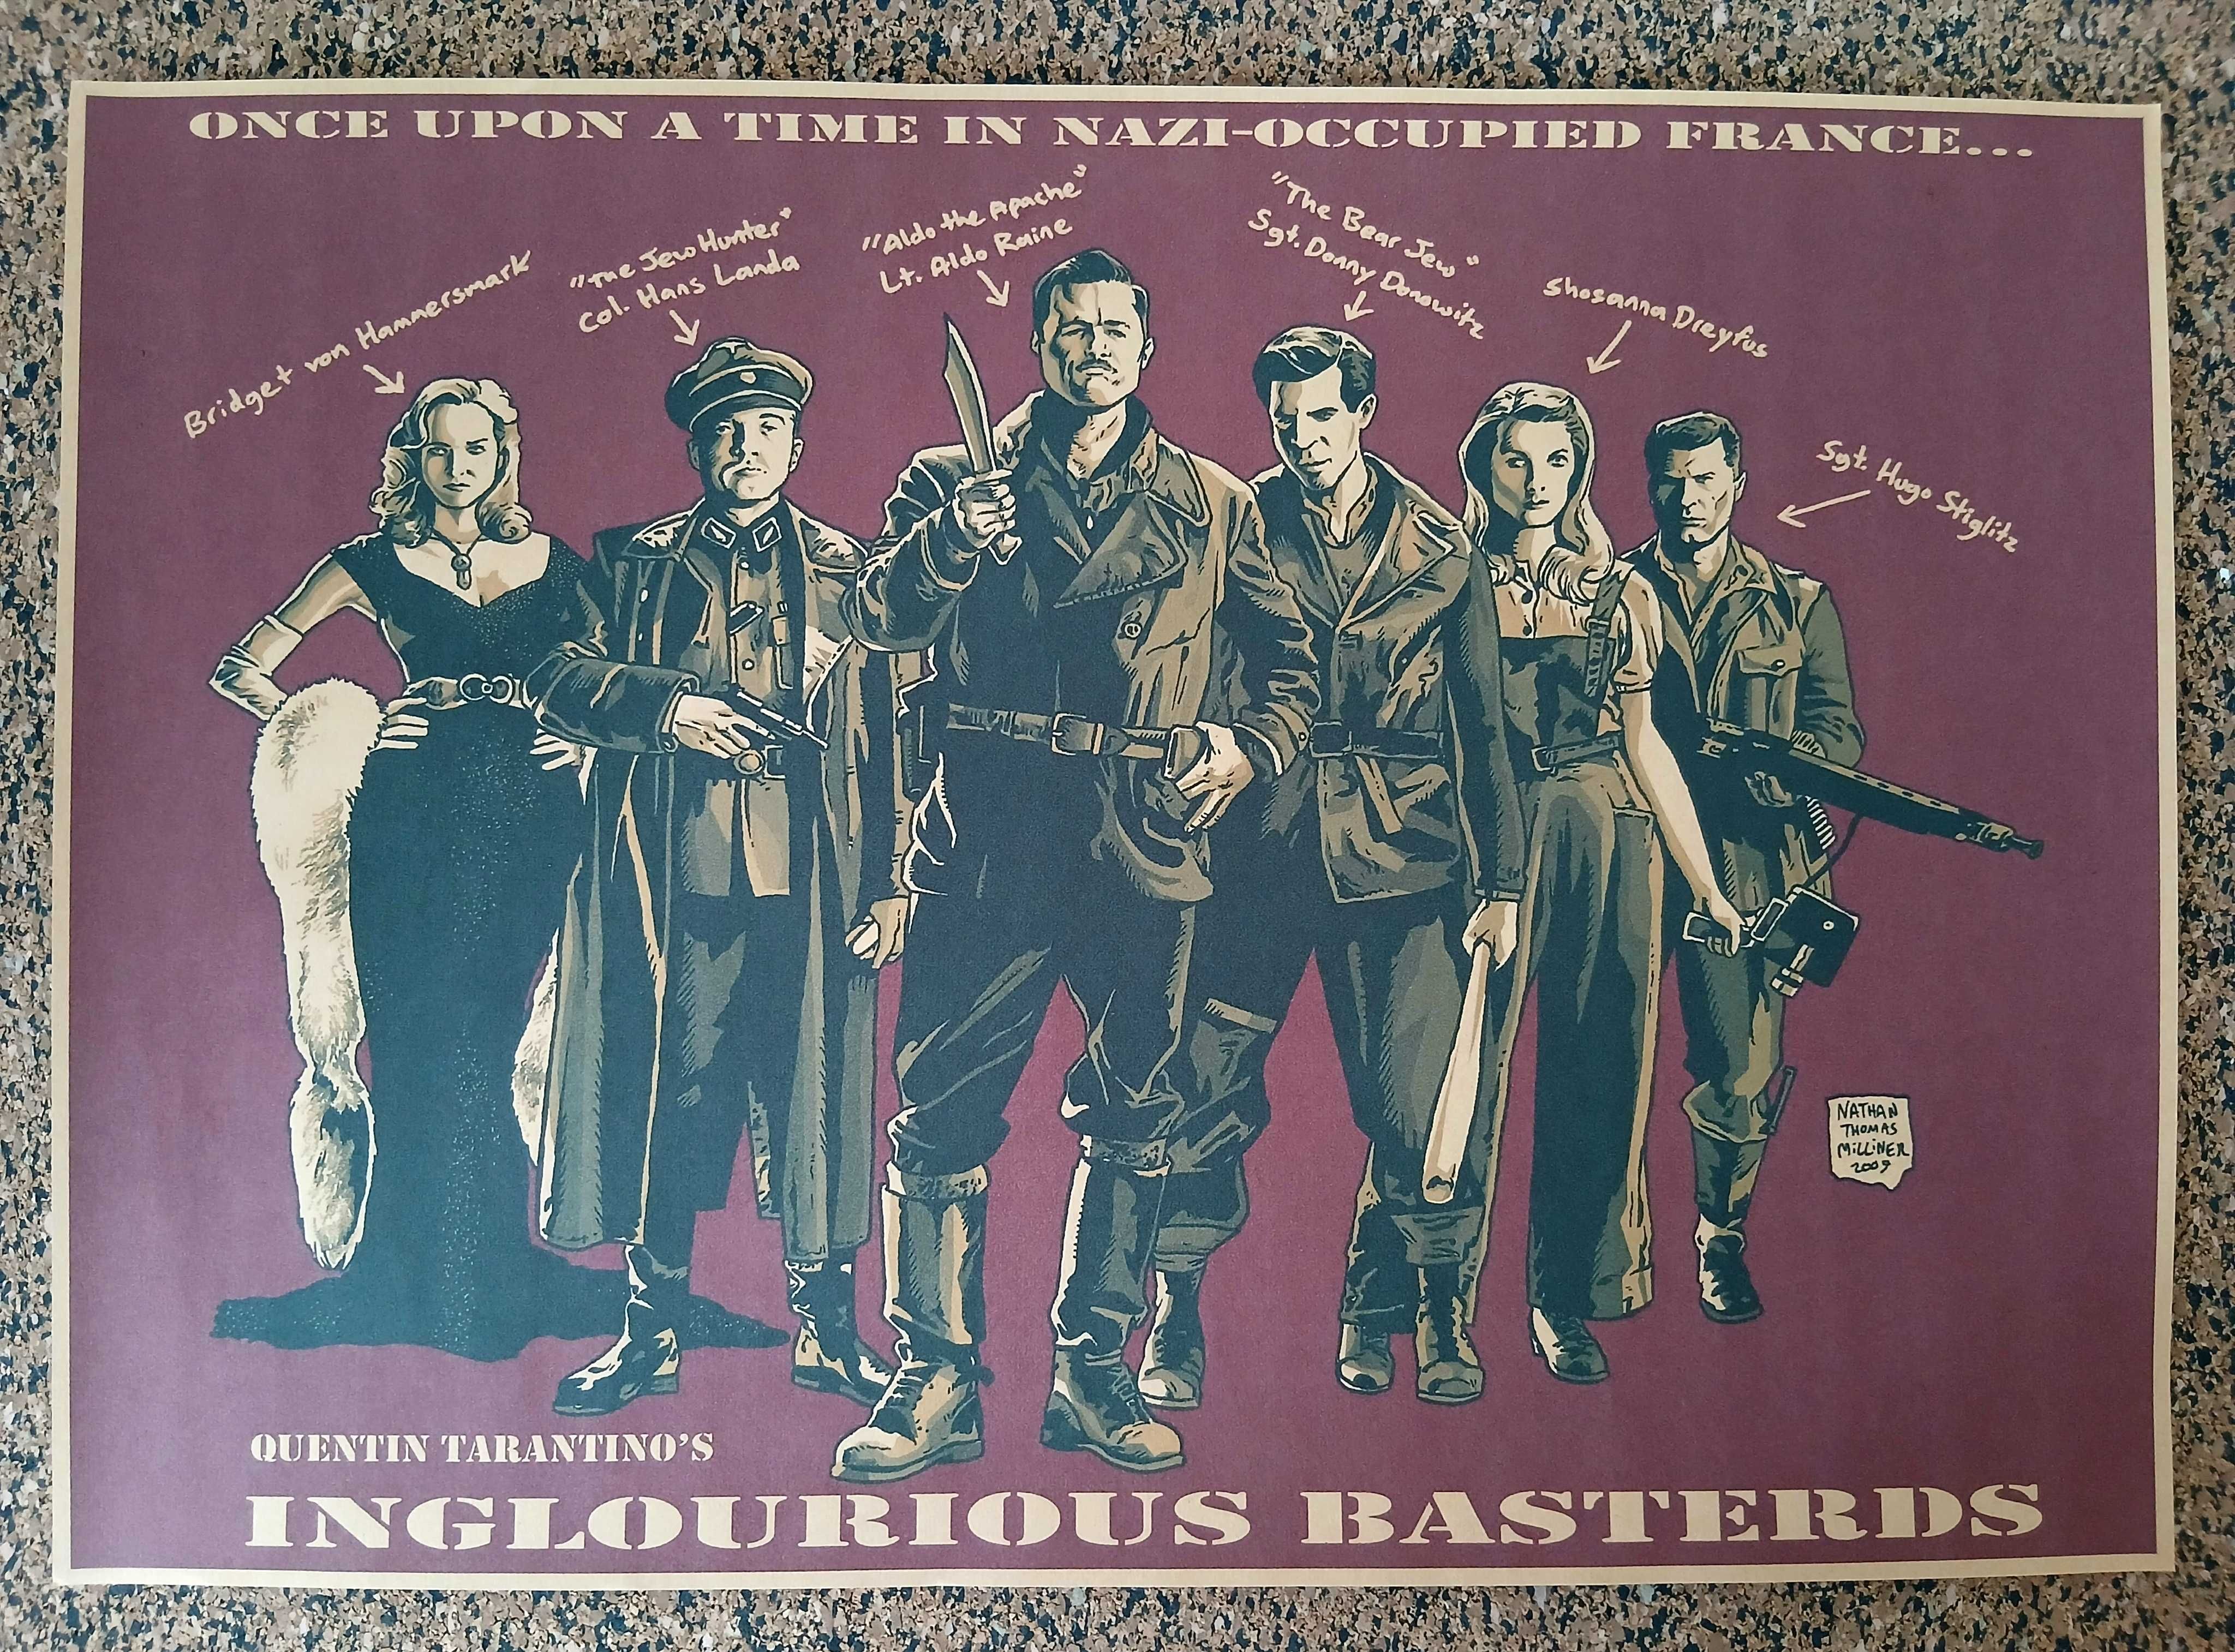 ONCE UPON A TIME IN NAZI-OCCUPIED FRANCE...
Bridget von Hammersmark
"The Jew Hunter"
Col. Hans Landa
"Aldo the Apache"
Lt. Aldo Raine
"The Bear Jew"
Sgt. Donny Donowitz
Shosanna Dreyfus
Sgt. Hugo Stiglitz
NATHAN
THOMAS
MiLLiNER
2009
QUENTIN TARANTINO'S
INGLOURIOUS BASTERDS